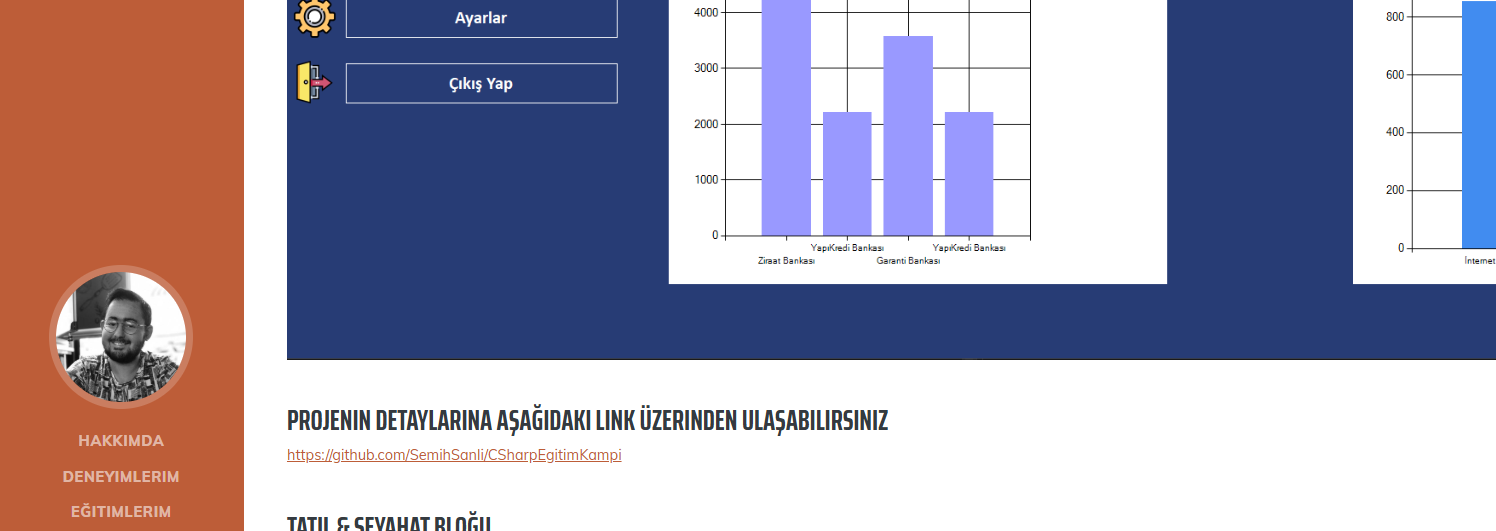 Ayarlar
Çıkış Yap
4000
3000
2000
1000
0
YapıKredi Bankası
YapıKredi Bankası
Ziraat Bankası
Garanti Bankası
800
600
400
200
0
İnternet
HAKKIMDA
DENEYIMLERIM
EĞITIMLERIM
PROJENIN DETAYLARINA AŞAĞIDAKI LINK ÜZERINDEN ULAŞABILIRSINIZ
https://github.com/SemihSanli/CSharpEgitimKampi
TATIL & SEYAHAT BLOĞU